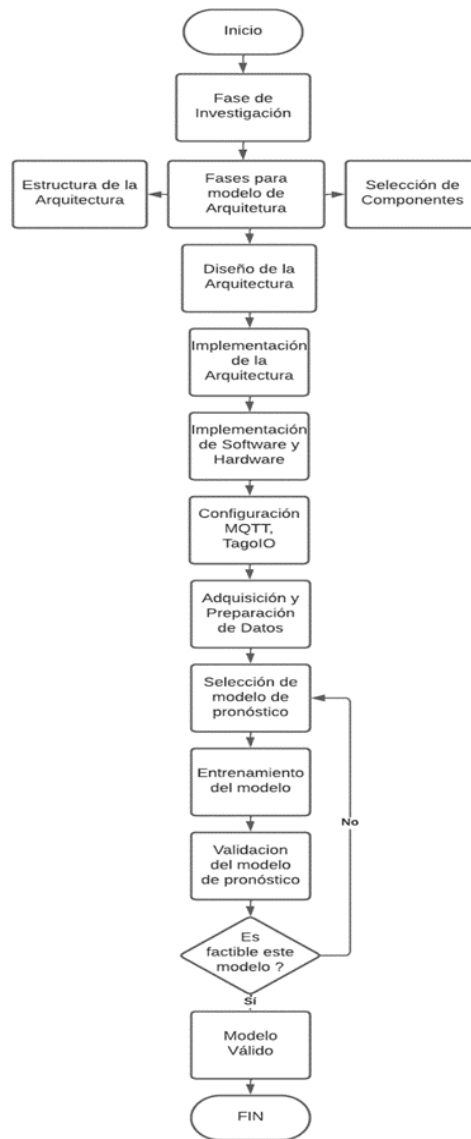 Inicio
Fase de
Investigación
Estructura de la
Arquitectura
Fases para
modelo de
Arquitetura
Selección de
Componentes
Diseño de la
Arquitectura
Implementación
de la
Arquitectura
Implementación
de Software y
Hardware
Configuración
MQTT,
TagoIO
Adquisición y
Preparación
de Datos
Selección de
modelo de
pronóstico
Entrenamiento
del modelo
No
Validacion
del modelo
de pronóstico
Es
factible este
modelo ?
Sí
Modelo
Válido
FIN